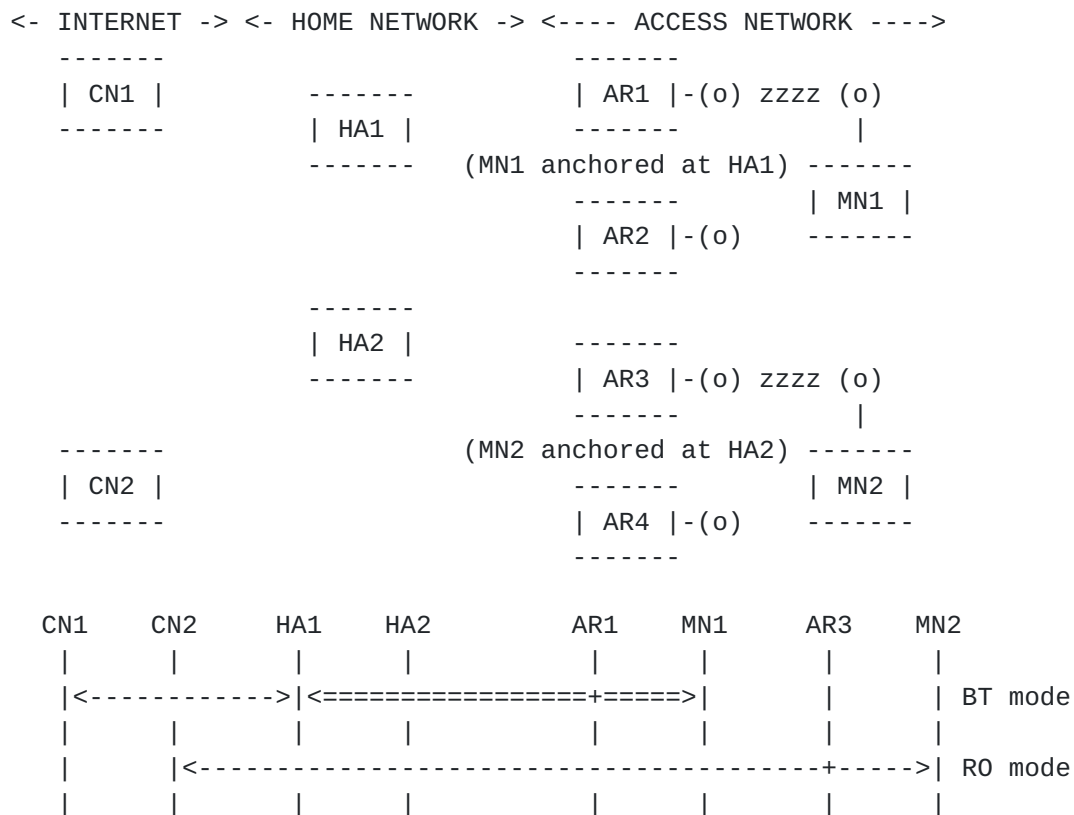 <- INTERNET -> <- HOME NETWORK -> <---- ACCESS NETWORK ---->
   -------                          -------
   | CN1 |         -------          | AR1 |-(o) zzzz (o)
   -------         | HA1 |          -------           |
                   -------   (MN1 anchored at HA1) -------
                                    -------        | MN1 |
                                    | AR2 |-(o)    -------
                                    -------
                   -------
                   | HA2 |          -------
                   -------          | AR3 |-(o) zzzz (o)
                                    -------           |
   -------                   (MN2 anchored at HA2) -------
   | CN2 |                          -------        | MN2 |
   -------                          | AR4 |-(o)    -------
                                    -------

  CN1    CN2     HA1    HA2         AR1    MN1     AR3    MN2
   |      |       |      |           |      |       |      |
   |<------------>|<=================+=====>|       |      | BT mode
   |      |       |      |           |      |       |      |
   |      |<----------------------------------------+----->| RO mode
   |      |       |      |           |      |       |      |